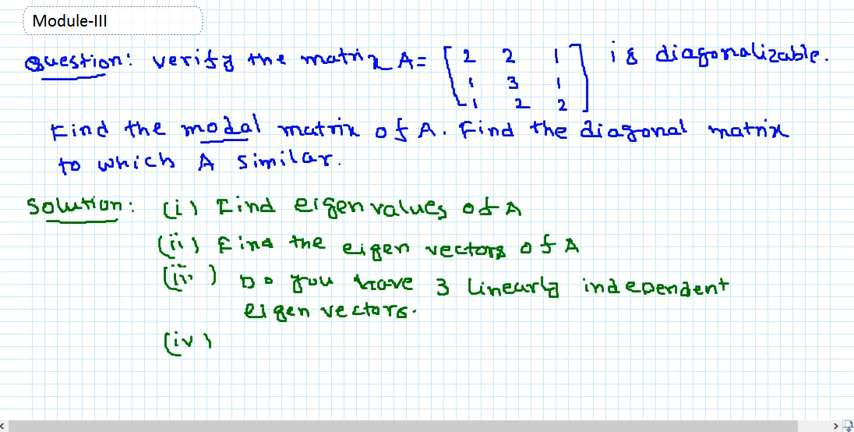 Module-III
Question: verify the matrix A = [ 2 2 1
1 3 1
1 2 2 ] is diagonalizable.
Find the modal matrix of A. Find the diagonal matrix
to which A similar.
Solution: (i) Find eigen values of A
(ii) Find the eigen vectors of A
(iii) Do you have 3 linearly independent
eigen vectors.
(iv)